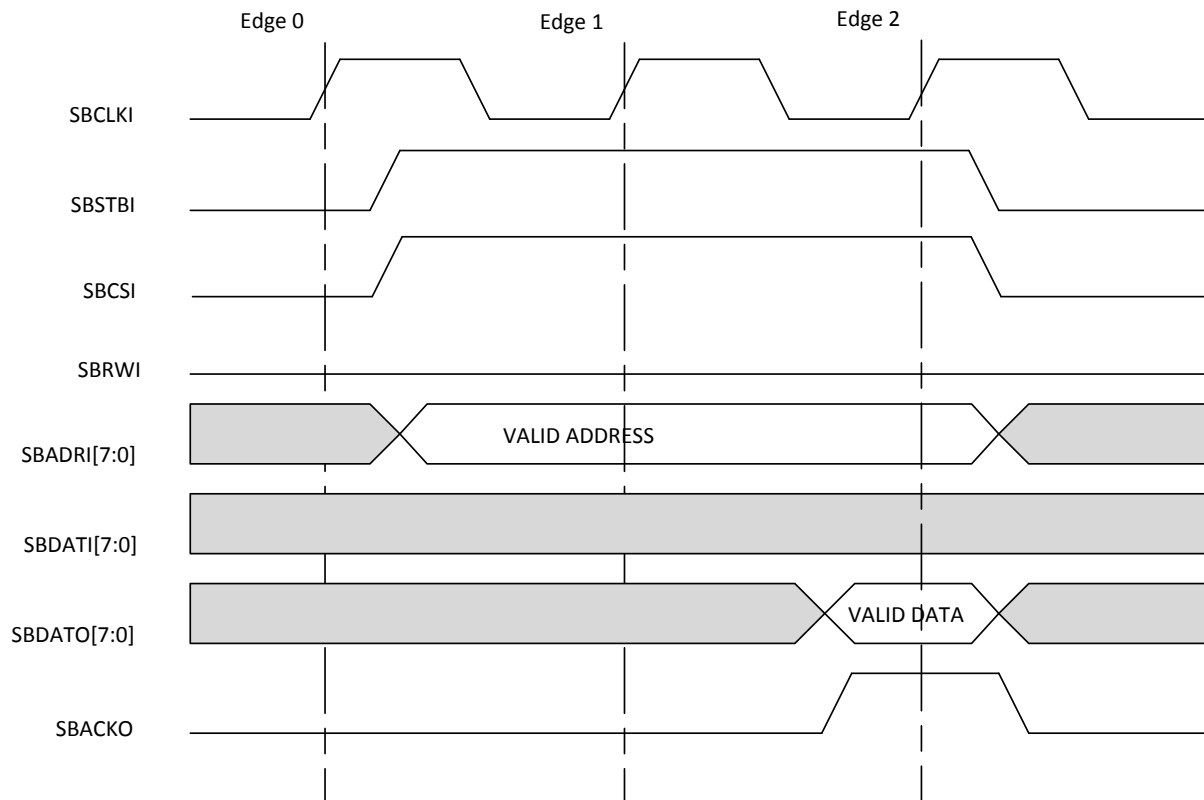 Edge 0
Edge 1
Edge 2
SBCLKI
SBSTBI
SBCSI
SBRWI
SBADRI[7:0]
VALID ADDRESS
SBDATI[7:0]
SBDATO[7:0]
VALID DATA
SBACKO